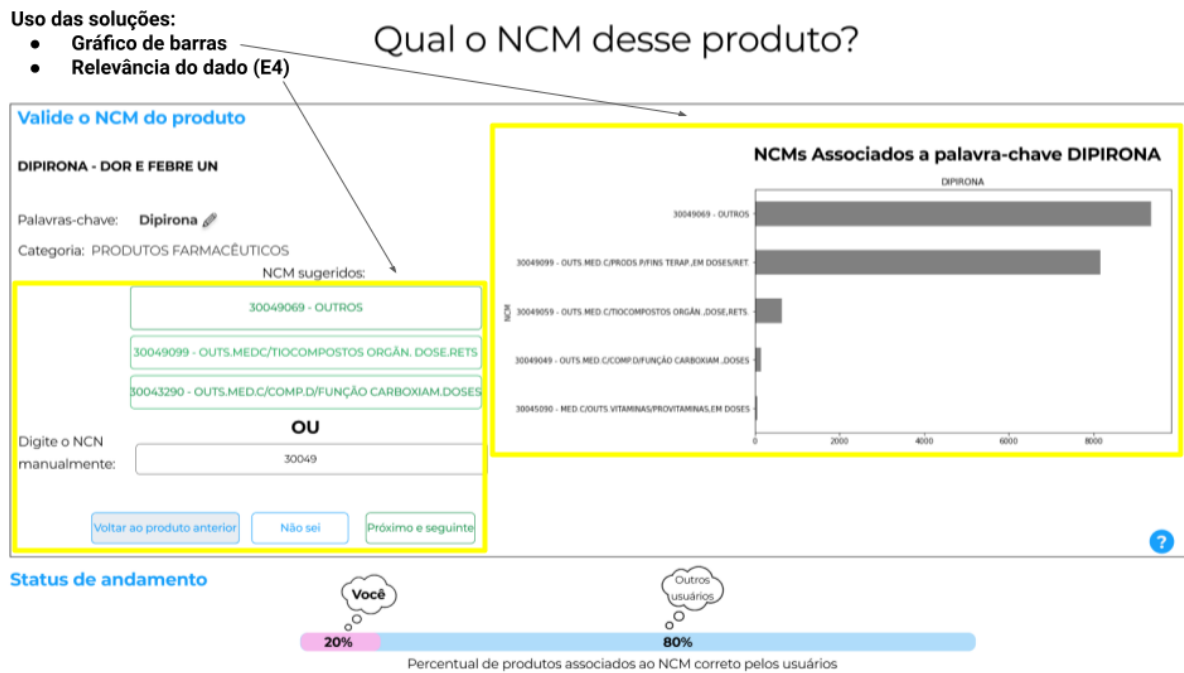 Uso das soluções:
● Gráfico de barras
● Relevância do dado (E4)
Qual o NCM desse produto?
Valide o NCM do produto
DIPIRONA - DOR E FEBRE UN
Palavras-chave: Dipirona
Categoria: PRODUTOS FARMACÊUTICOS
NCM sugeridos:
30049069 - OUTROS
30049099 - OUTS.MEDC/TIOCOMPOSTOS ORGÃN. DOSE,RETS
30043290 - OUTS.MED.C/COMP.D/FUNÇÃO CARBOXIAM.DOSES
OU
Digite o NCN
manualmente:
30049
Voltar ao produto anterior
Não sei
Próximo e seguinte
NCMs Associados a palavra-chave DIPIRONA
DIPIRONA
NCM
30049069 - OUTROS
30049099 - OUTS.MED.C/PRODS.P/FINS TERAP.,EM DOSES/RET.
30049059 - OUTS.MED.C/TIOCOMPOSTOS ORGÂN.,DOSE,RETS.
30049049 - OUTS.MED.C/COMP.D/FUNÇÃO CARBOXIAM.,DOSES
30045090 - MED.C/OUTS.VITAMINAS/PROVITAMINAS,EM DOSES
0 2000 4000 6000 8000
?
Status de andamento
Você
Outros
usuários
20%
80%
Percentual de produtos associados ao NCM correto pelos usuários